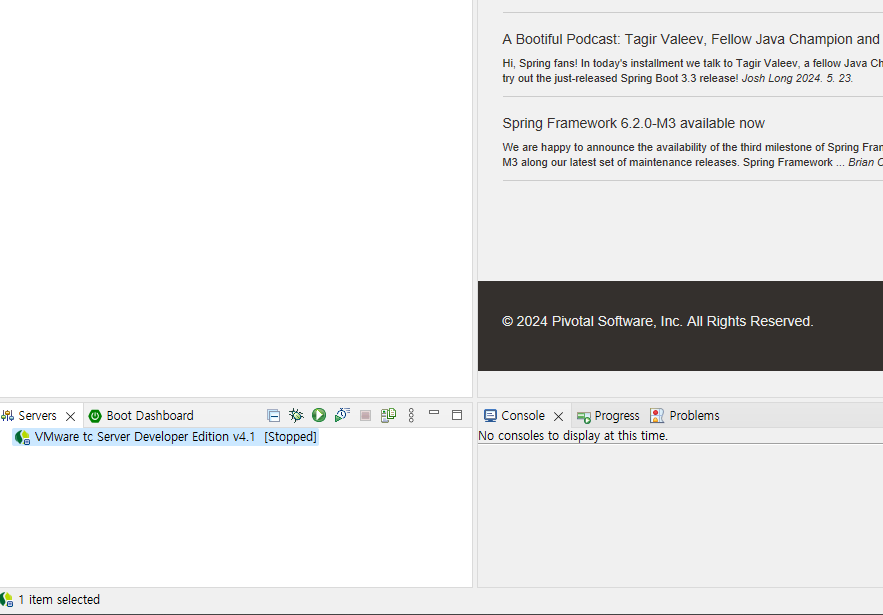 A Bootiful Podcast: Tagir Valeev, Fellow Java Champion and
Hi, Spring fans! In today's installment we talk to Tagir Valeev, a fellow Java Ch
try out the just-released Spring Boot 3.3 release! Josh Long 2024. 5. 23.
Spring Framework 6.2.0-M3 available now
We are happy to announce the availability of the third milestone of Spring Fran
M3 along our latest set of maintenance releases. Spring Framework ... Brian C
© 2024 Pivotal Software, Inc. All Rights Reserved.
Servers
Boot Dashboard
VMware tc Server Developer Edition v4.1 [Stopped]
Console
Progress
Problems
No consoles to display at this time.
1 item selected